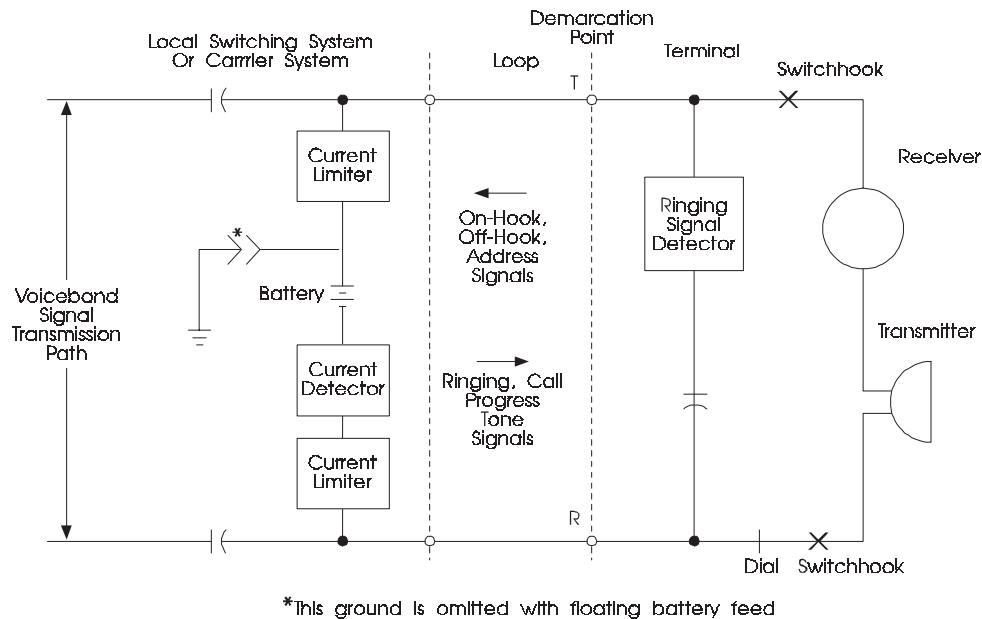 Demarcation
Point
Local Switching System
Or Carrrler System
Loop
Terminal
Switchhook
T
Current
Limiter
Receiver
Ringing
Signal
Detector
On-Hook,
Off-Hook,
Address
Signals
*
Battery
Voiceband
Signal
Transmission
Path
Transmitter
Current
Detector
Ringing, Call
Progress
Tone
Signals
Current
Limiter
R
Dial
Switchhook
*This ground is omitted with floating battery feed